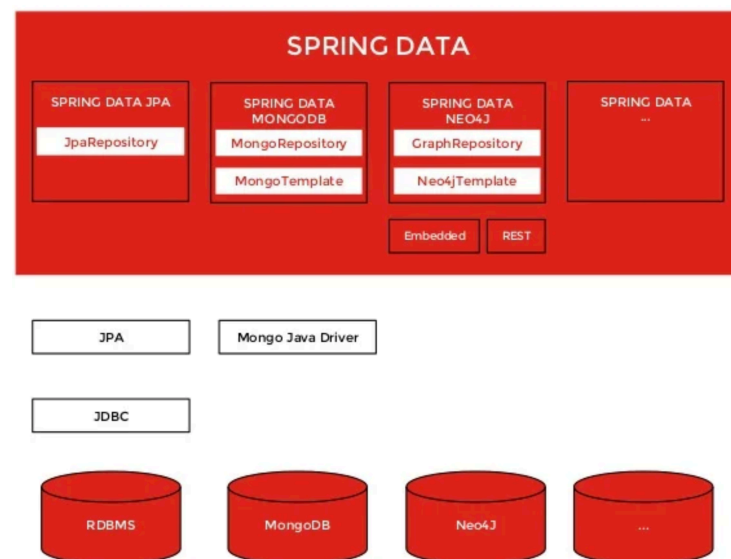 SPRING DATA
SPRING DATA JPA
JpaRepository
SPRING DATA
MONGODB
MongoRepository
MongoTemplate
SPRING DATA
NEO4J
GraphRepository
Neo4jTemplate
SPRING DATA
...
Embedded
REST
JPA
Mongo Java Driver
JDBC
RDBMS
MongoDB
Neo4J
...